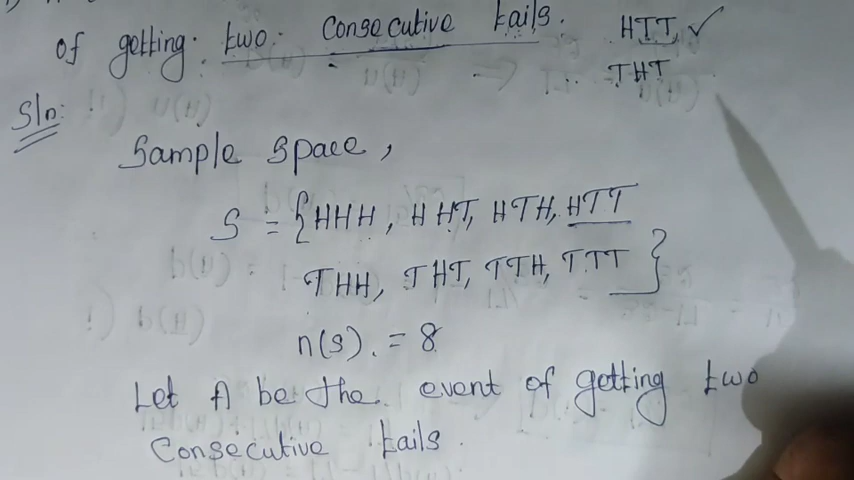 of getting two consecutive tails.
HTT, ✓
THT
Sln:
Sample space,
S = {HHH, HHT, HTH, HTT
THH, THT, TTH, TTT}
n(s) = 8
Let A be the event of getting two
Consecutive tails.